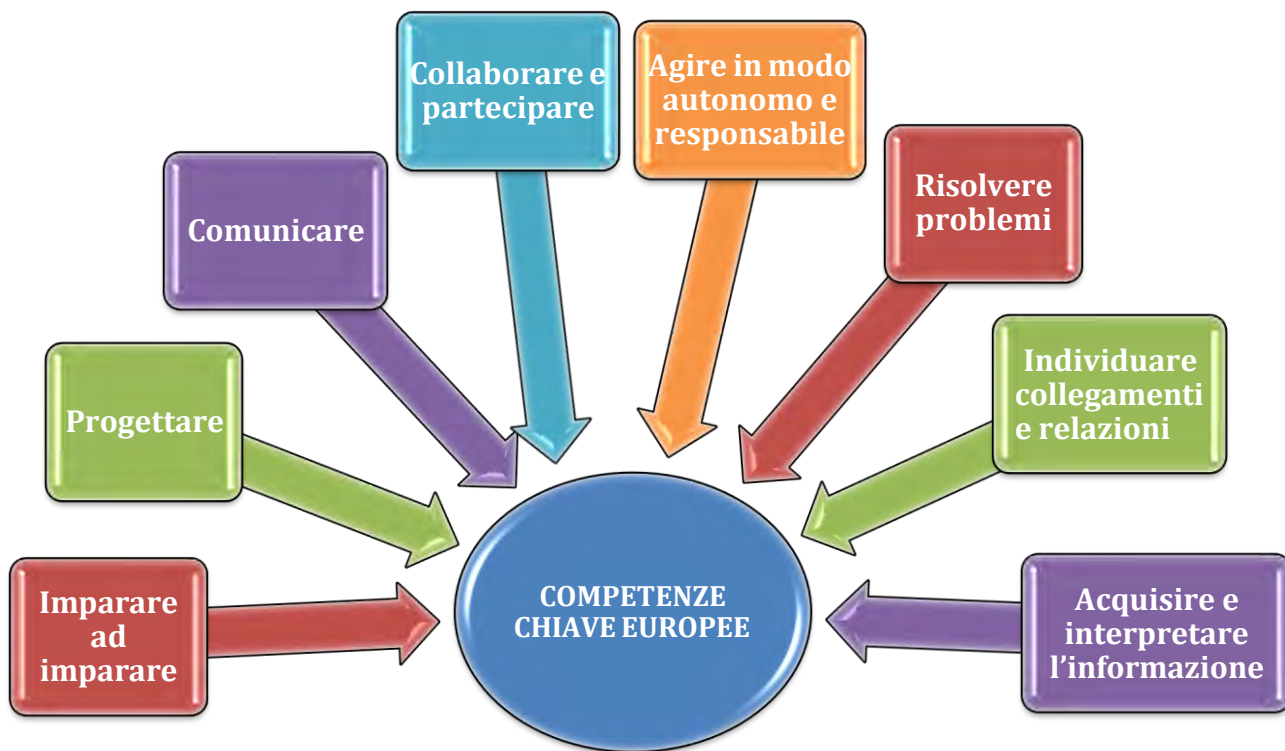 Collaborare e
partecipare
Agire in modo
autonomo e
responsabile
Comunicare
Risolvere
problemi
Progettare
Individuare
collegamenti
e relazioni
Imparare
ad
imparare
COMPETENZE
CHIAVE EUROPEE
Acquisire e
interpretare
l’informazione